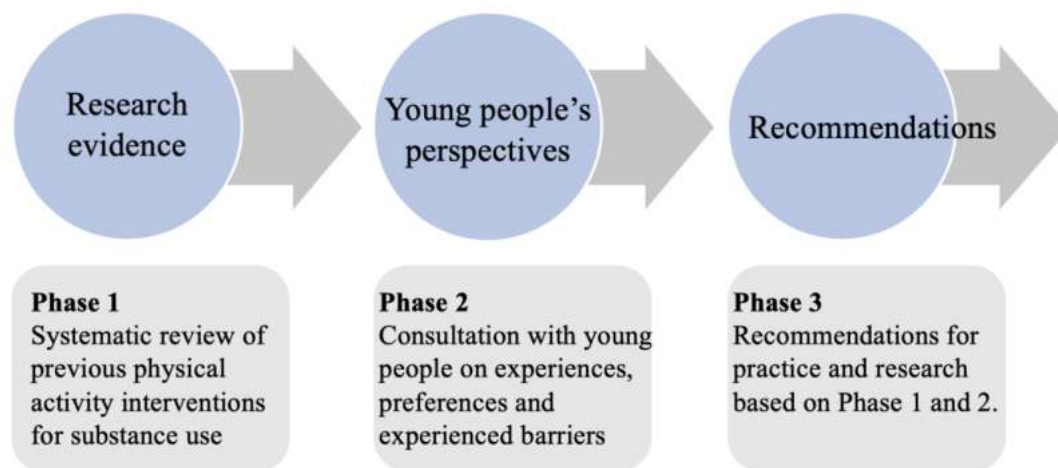 Research
evidence
Young people’s
perspectives
Recommendations
Phase 1
Systematic review of
previous physical
activity interventions
for substance use
Phase 2
Consultation with young
people on experiences,
preferences and
experienced barriers
Phase 3
Recommendations for
practice and research
based on Phase 1 and 2.